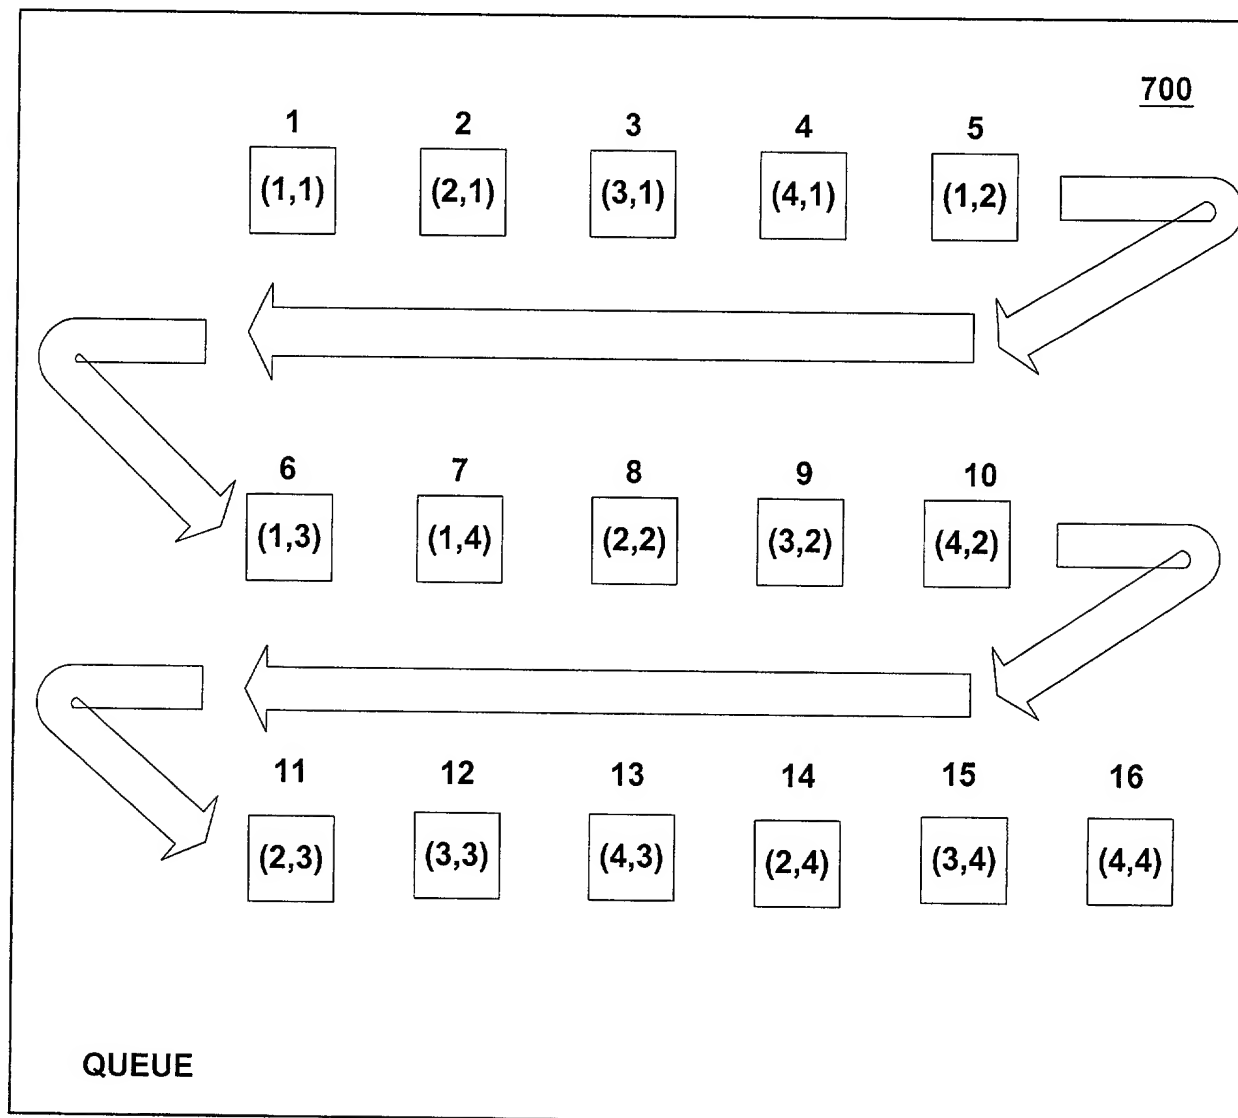 700
1 2 3 4 5
(1,1) (2,1) (3,1) (4,1) (1,2)
6 7 8 9 10
(1,3) (1,4) (2,2) (3,2) (4,2)
11 12 13 14 15 16
(2,3) (3,3) (4,3) (2,4) (3,4) (4,4)
QUEUE